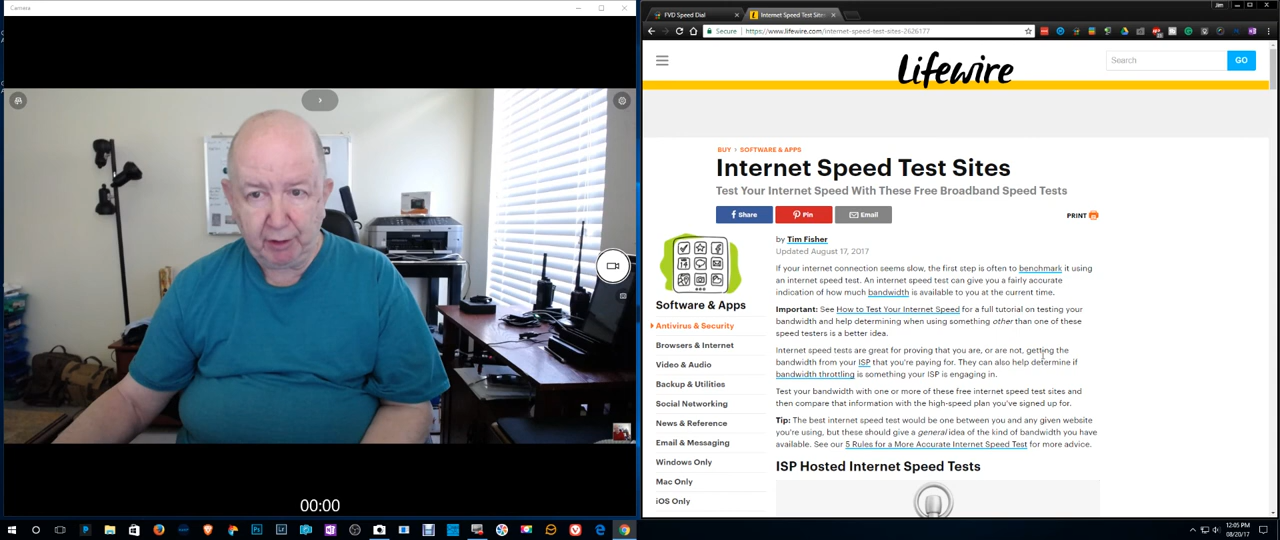 Camera
00:00
Jim
FVD Speed Dial
Internet Speed Test Sites
Secure
https://www.lifewire.com/internet-speed-test-sites-2626177
Lifewire
Search
GO
BUY › SOFTWARE & APPS
Internet Speed Test Sites
Test Your Internet Speed With These Free Broadband Speed Tests
Share
Pin
Email
PRINT
Software & Apps
Antivirus & Security
Browsers & Internet
Video & Audio
Backup & Utilities
Social Networking
News & Reference
Email & Messaging
Windows Only
Mac Only
iOS Only
by Tim Fisher
Updated August 17, 2017
If your internet connection seems slow, the first step is often to benchmark it using
an internet speed test. An internet speed test can give you a fairly accurate
indication of how much bandwidth is available to you at the current time.
Important: See How to Test Your Internet Speed for a full tutorial on testing your
bandwidth and help determining when using something other than one of these
speed testers is a better idea.
Internet speed tests are great for proving that you are, or are not, getting the
bandwidth from your ISP that you're paying for. They can also help determine if
bandwidth throttling is something your ISP is engaging in.
Test your bandwidth with one or more of these free internet speed test sites and
then compare that information with the high-speed plan you've signed up for.
Tip: The best internet speed test would be one between you and any given website
you're using, but these should give a general idea of the kind of bandwidth you have
available. See our 5 Rules for a More Accurate Internet Speed Test for more advice.
ISP Hosted Internet Speed Tests
12:05 PM
08/20/17